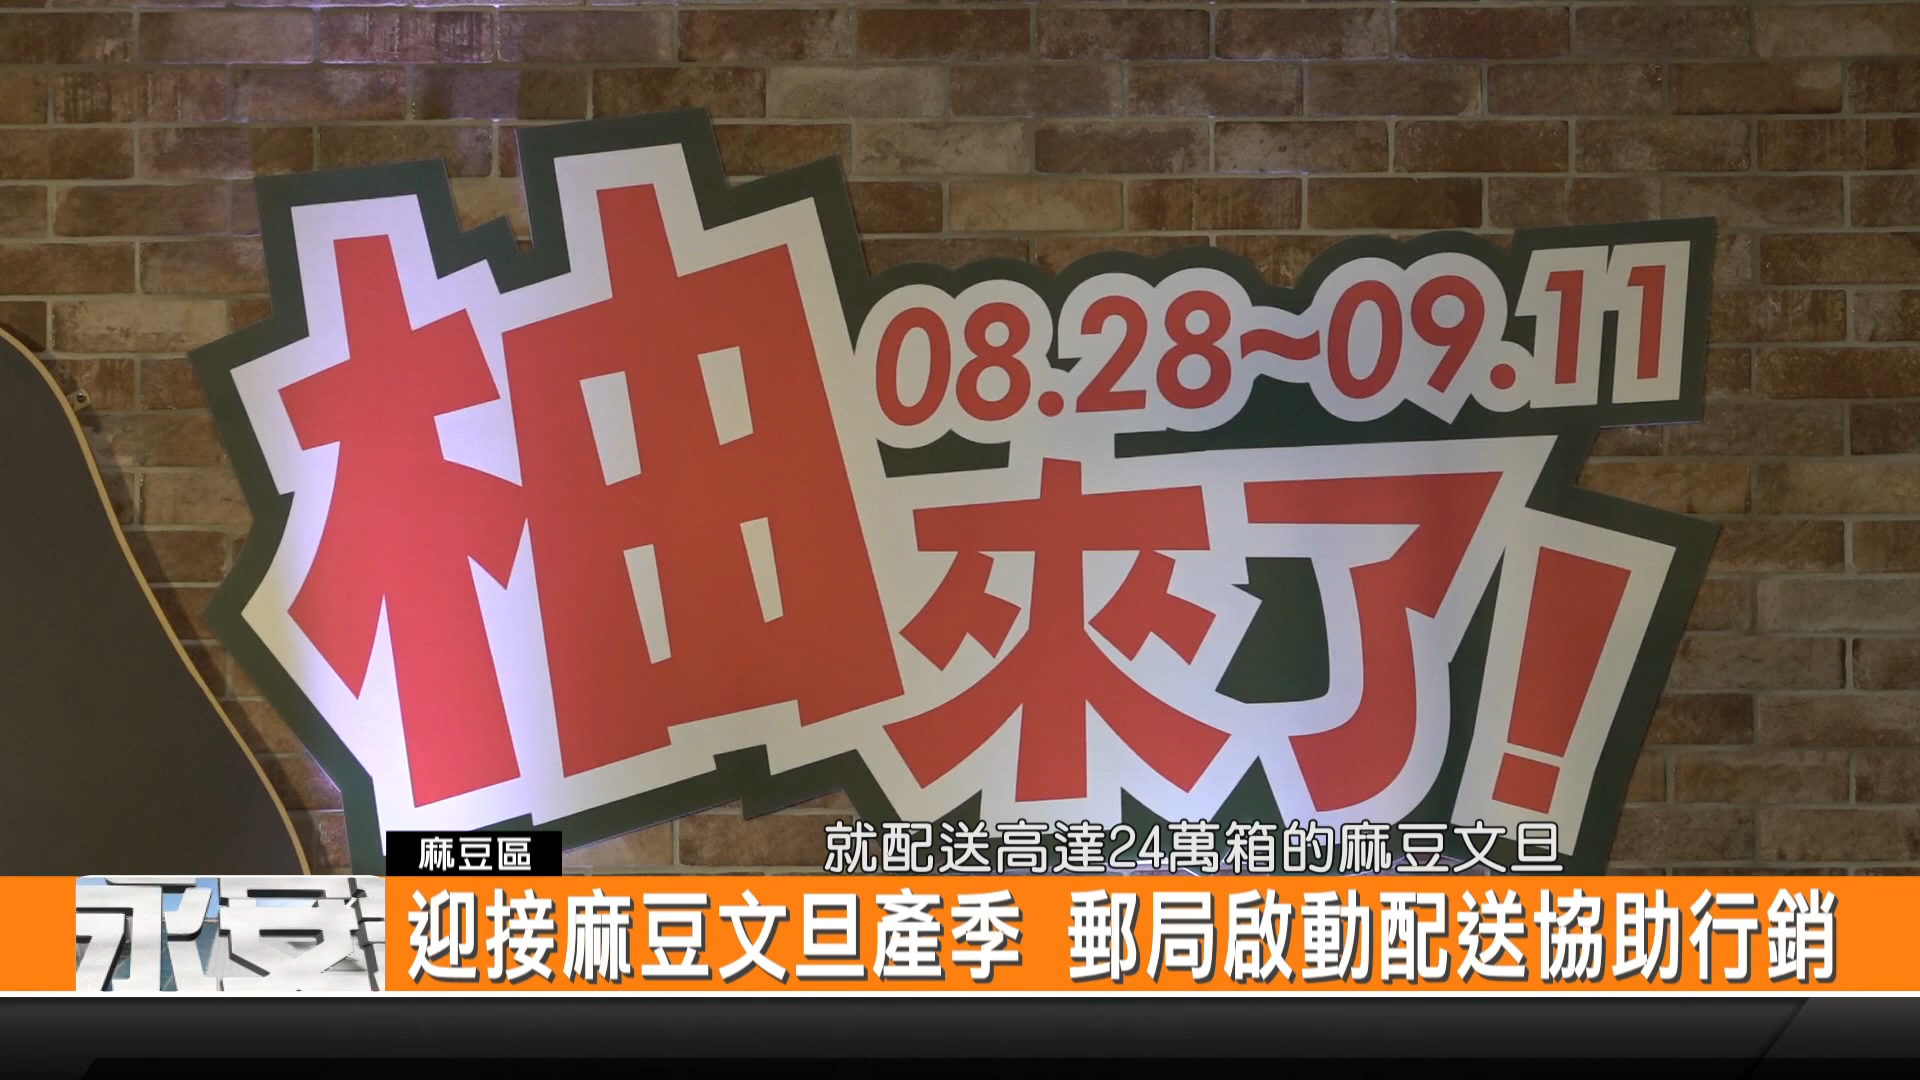 柚
08.28~09.11
來了!
就配送高達24萬箱的麻豆文旦
麻豆區
迎接麻豆文旦產季 郵局啟動配送協助行銷